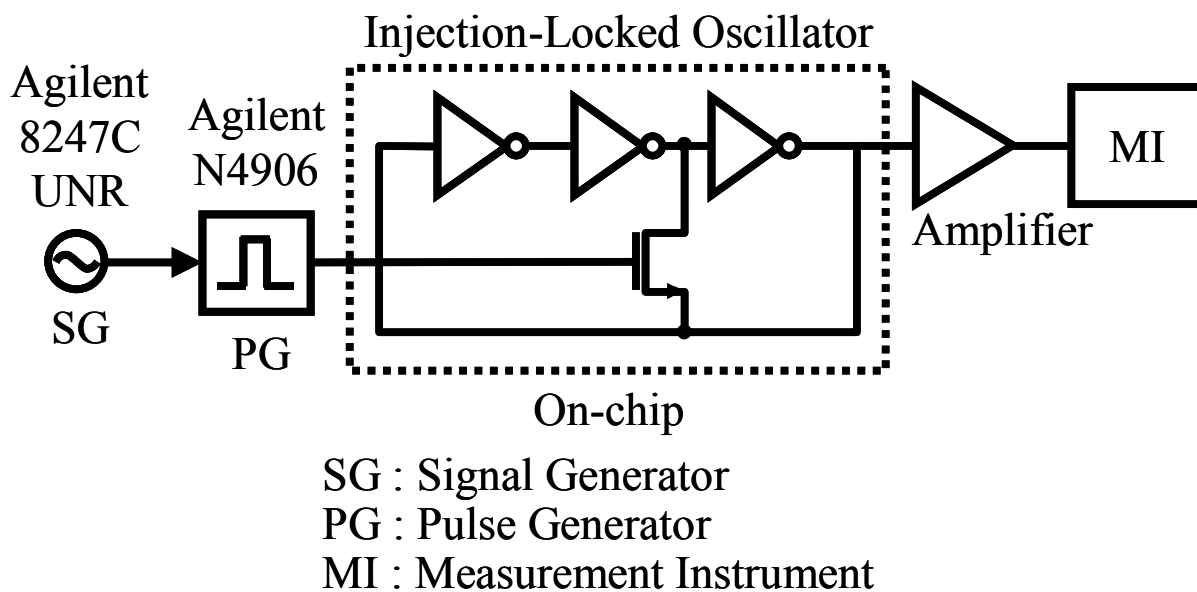 Injection-Locked Oscillator
Agilent
8247C
UNR
Agilent
N4906
MI
Amplifier
SG
PG
On-chip
SG : Signal Generator
PG : Pulse Generator
MI : Measurement Instrument